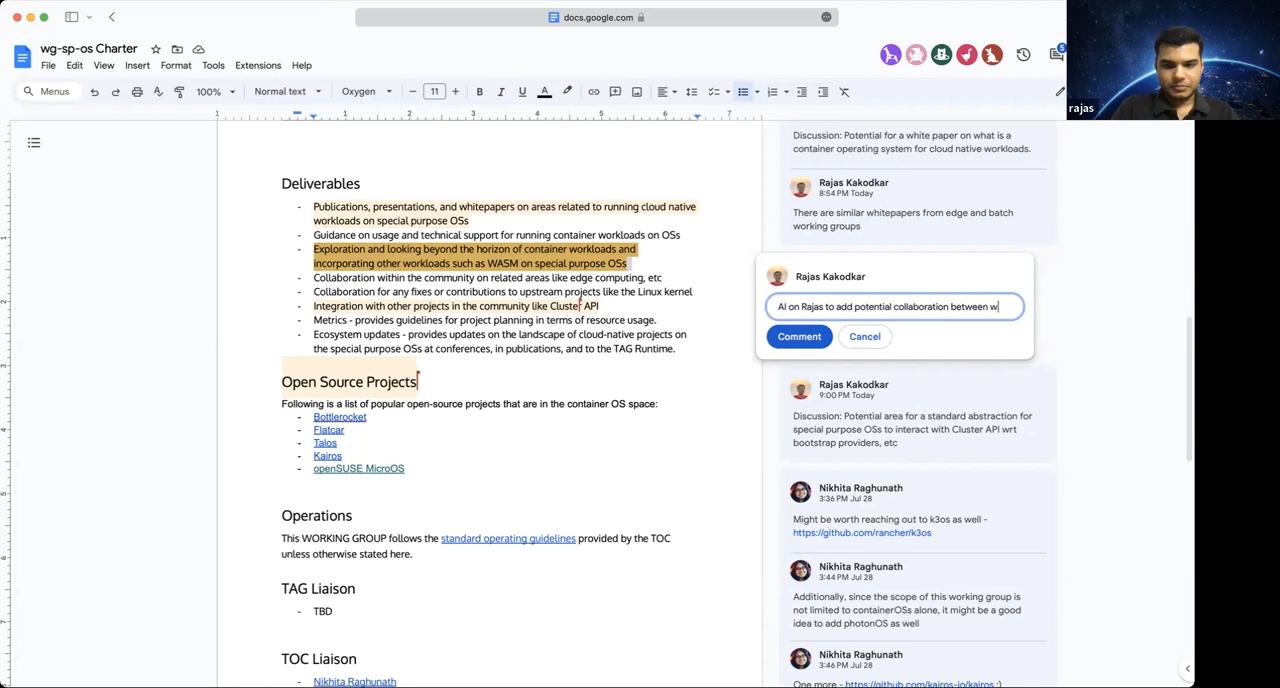 docs.google.com
wg-sp-os Charter
File Edit View Insert Format Tools Extensions Help
5
Menus 100% Normal text Oxygen 11 B I U A
1 1 2 3 4 5 6 7
rajas
Deliverables
- Publications, presentations, and whitepapers on areas related to running cloud native
workloads on special purpose OSs
- Guidance on usage and technical support for running container workloads on OSs
- Exploration and looking beyond the horizon of container workloads and
incorporating other workloads such as WASM on special purpose OSs
- Collaboration within the community on related areas like edge computing, etc
- Collaboration for any fixes or contributions to upstream projects like the Linux kernel
- Integration with other projects in the community like Cluster API
- Metrics - provides guidelines for project planning in terms of resource usage.
- Ecosystem updates - provides updates on the landscape of cloud-native projects on
the special purpose OSs at conferences, in publications, and to the TAG Runtime.
Open Source Projects
Following is a list of popular open-source projects that are in the container OS space:
- Bottlerocket
- Flatcar
- Talos
- Kairos
- openSUSE MicroOS
Operations
This WORKING GROUP follows the standard operating guidelines provided by the TOC
unless otherwise stated here.
TAG Liaison
- TBD
TOC Liaison
- Nikhita Raghunath
Discussion: Potential for a white paper on what is a
container operating system for cloud native workloads.
Rajas Kakodkar
8:54 PM Today
There are similar whitepapers from edge and batch
working groups
Rajas Kakodkar
AI on Rajas to add potential collaboration between w
Comment Cancel
Rajas Kakodkar
9:00 PM Today
Discussion: Potential area for a standard abstraction for
special purpose OSs to interact with Cluster API wrt
bootstrap providers, etc
Nikhita Raghunath
3:36 PM Jul 28
Might be worth reaching out to k3os as well -
https://github.com/rancher/k3os
Nikhita Raghunath
3:44 PM Jul 28
Additionally, since the scope of this working group is
not limited to containerOSs alone, it might be a good
idea to add photonOS as well
Nikhita Raghunath
3:46 PM Jul 28
One more - https://github.com/kairos-io/kairos :)